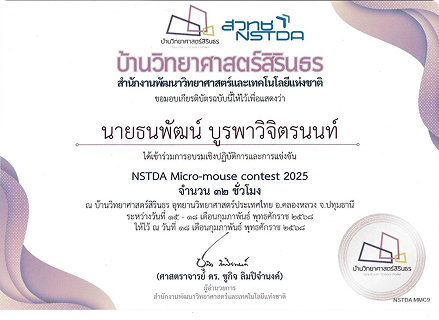 บ้านวิทยาศาสตร์สิรินธร
สวทช
NSTDA
บ้านวิทยาศาสตร์สิรินธร
สำนักงานพัฒนาวิทยาศาสตร์และเทคโนโลยีแห่งชาติ
ขอมอบเกียรติบัตรฉบับนี้ให้ไว้เพื่อแสดงว่า
นายธนพัฒน์ บูรพาวิจิตรนนท์
ได้เข้าร่วมการอบรมเชิงปฏิบัติการและการแข่งขัน
NSTDA Micro-mouse contest 2025
จำนวน ๓๒ ชั่วโมง
ณ บ้านวิทยาศาสตร์สิรินธร อุทยานวิทยาศาสตร์ประเทศไทย อ.คลองหลวง จ.ปทุมธานี
ระหว่างวันที่ ๑๕ - ๑๘ เดือนกุมภาพันธ์ พุทธศักราช ๒๕๖๘
ให้ไว้ ณ วันที่ ๑๘ เดือนกุมภาพันธ์ พุทธศักราช ๒๕๖๘
(ศาสตราจารย์ ดร. ชูกิจ ลิมปิจำนงค์)
ผู้อำนวยการ
สำนักงานพัฒนาวิทยาศาสตร์และเทคโนโลยีแห่งชาติ
บ้านวิทยาศาสตร์สิรินธร
NSTDA MMC9